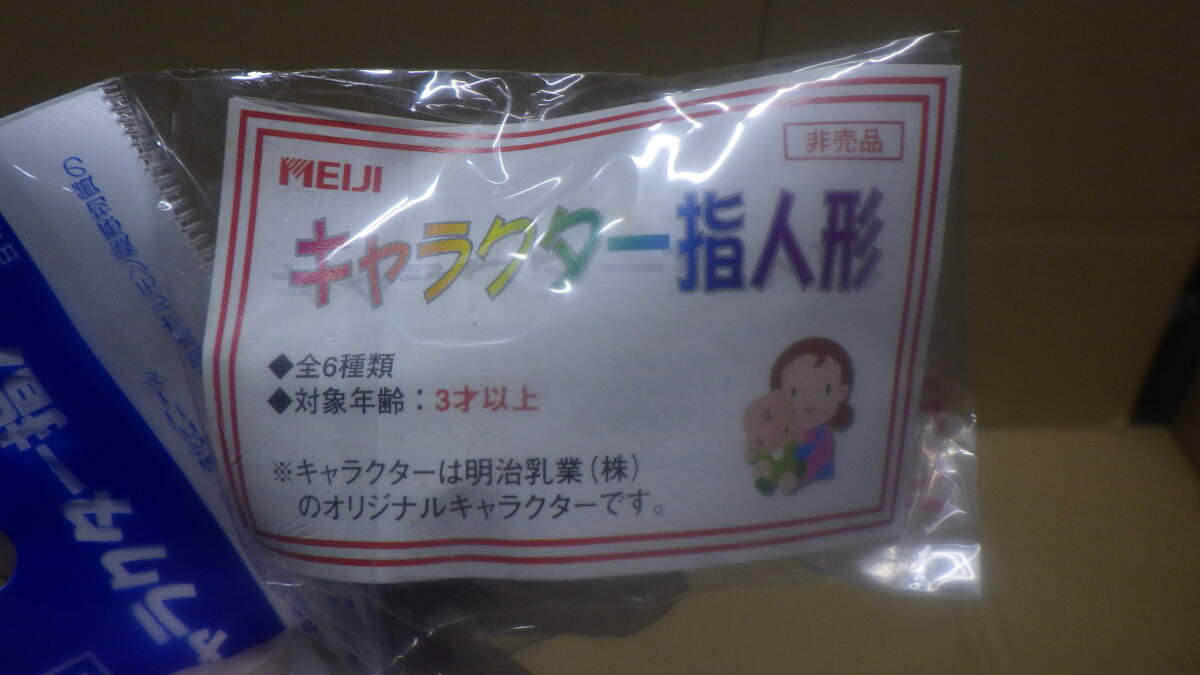 非売品
MEIJI
キャラクター指人形
◆全6種類
◆対象年齢：3才以上
※キャラクターは明治乳業(株)
のオリジナルキャラクターです。